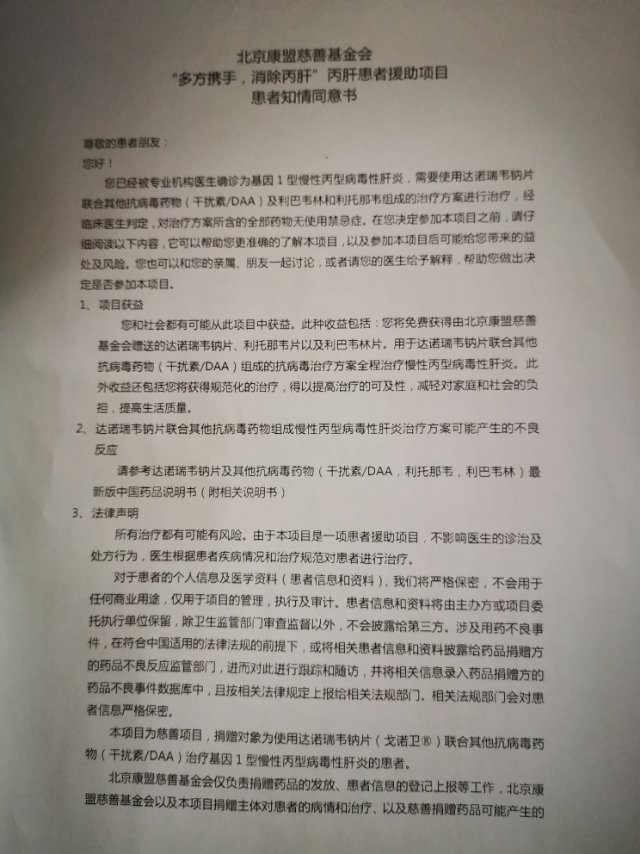 北京康盟慈善基金会
“多方携手，消除丙肝”丙肝患者援助项目
患者知情同意书
尊敬的患者朋友：
您好！
您已经被专业机构医生确诊为基因 1 型慢性丙型病毒性肝炎，需要使用达诺瑞韦钠片
联合其他抗病毒药物（干扰素/DAA）及利巴韦林和利托那韦组成的治疗方案进行治疗，经
临床医生判定，对治疗方案所含的全部药物无使用禁忌症。在您决定参加本项目之前，请仔
细阅读以下内容，它可以帮助您更准确的了解本项目，以及参加本项目后可能给您带来的益
处及风险。您也可以和您的亲属、朋友一起讨论，或者请您的医生给予解释，帮助您做出决
定是否参加本项目。
1、 项目获益
您和社会都有可能从此项目中获益。此种收益包括：您将免费获得由北京康盟慈善
基金会赠送的达诺瑞韦钠片、利托那韦片以及利巴韦林片。用于达诺瑞韦钠片联合其他
抗病毒药物（干扰素/DAA）组成的抗病毒治疗方案全程治疗慢性丙型病毒性肝炎。此
外收益还包括您将获得规范化的治疗，得以提高治疗的可及性，减轻对家庭和社会的负
担，提高生活质量。
2、 达诺瑞韦钠片联合其他抗病毒药物组成慢性丙型病毒性肝炎治疗方案可能产生的不良
反应
请参考达诺瑞韦钠片及其他抗病毒药物（干扰素/DAA，利托那韦，利巴韦林）最
新版中国药品说明书（附相关说明书）
3、 法律声明
所有治疗都有可能有风险。由于本项目是一项患者援助项目，不影响医生的诊治及
处方行为，医生根据患者疾病情况和治疗规范对患者进行治疗。
对于患者的个人信息及医学资料（患者信息和资料），我们将严格保密，不会用于
任何商业用途，仅用于项目的管理，执行及审计。患者信息和资料将由主办方或项目委
托执行单位保留，除卫生监管部门审查监督以外，不会披露给第三方。涉及用药不良事
件，在符合中国适用的法律法规的前提下，或将相关患者信息和资料披露给药品捐赠方
的药品不良反应监管部门，进而对此进行跟踪和随访，并将相关信息录入药品捐赠方的
药品不良事件数据库中，且按相关法律规定上报给相关法规部门。相关法规部门会对患
者信息严格保密。
本项目为慈善项目，捐赠对象为使用达诺瑞韦钠片（戈诺卫®）联合其他抗病毒药
物（干扰素/DAA）治疗基因 1 型慢性丙型病毒性肝炎的患者。
北京康盟慈善基金会仅负责捐赠药品的发放、患者信息的登记上报等工作，北京康
盟慈善基金会以及本项目捐赠主体对患者的病情和治疗、以及慈善捐赠药品可能产生的